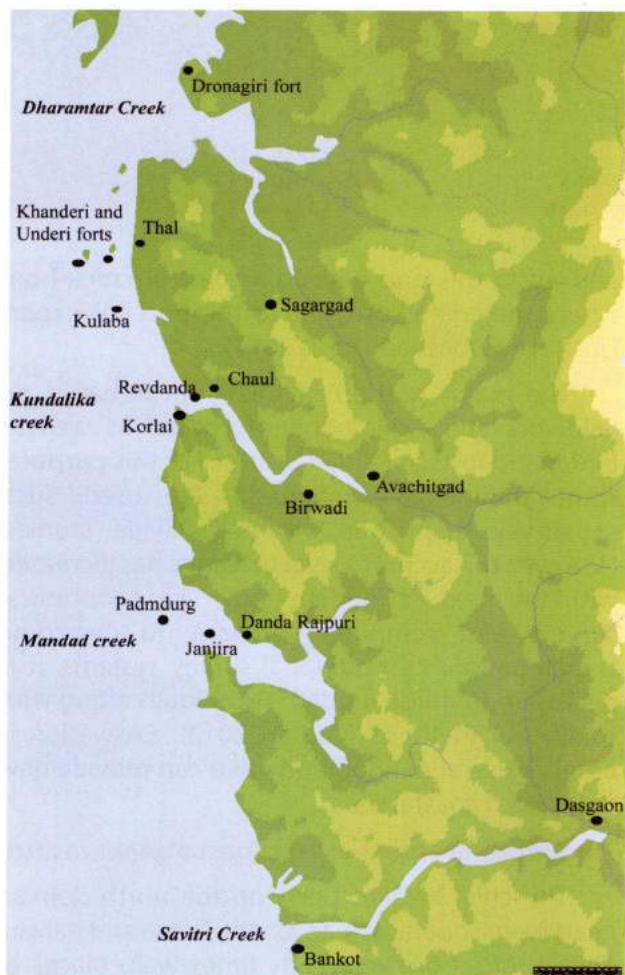 Dronagiri fort
Dharamtar Creek
Khanderi and
Underi forts
Thal
Sagargad
Kulaba
Chaul
Revdanda
Kundalika
creek
Korlai
Avachitgad
Birwadi
Padmdurg
Danda Rajpuri
Mandad creek
Janjira
Dasgaon
Savitri Creek
Bankot